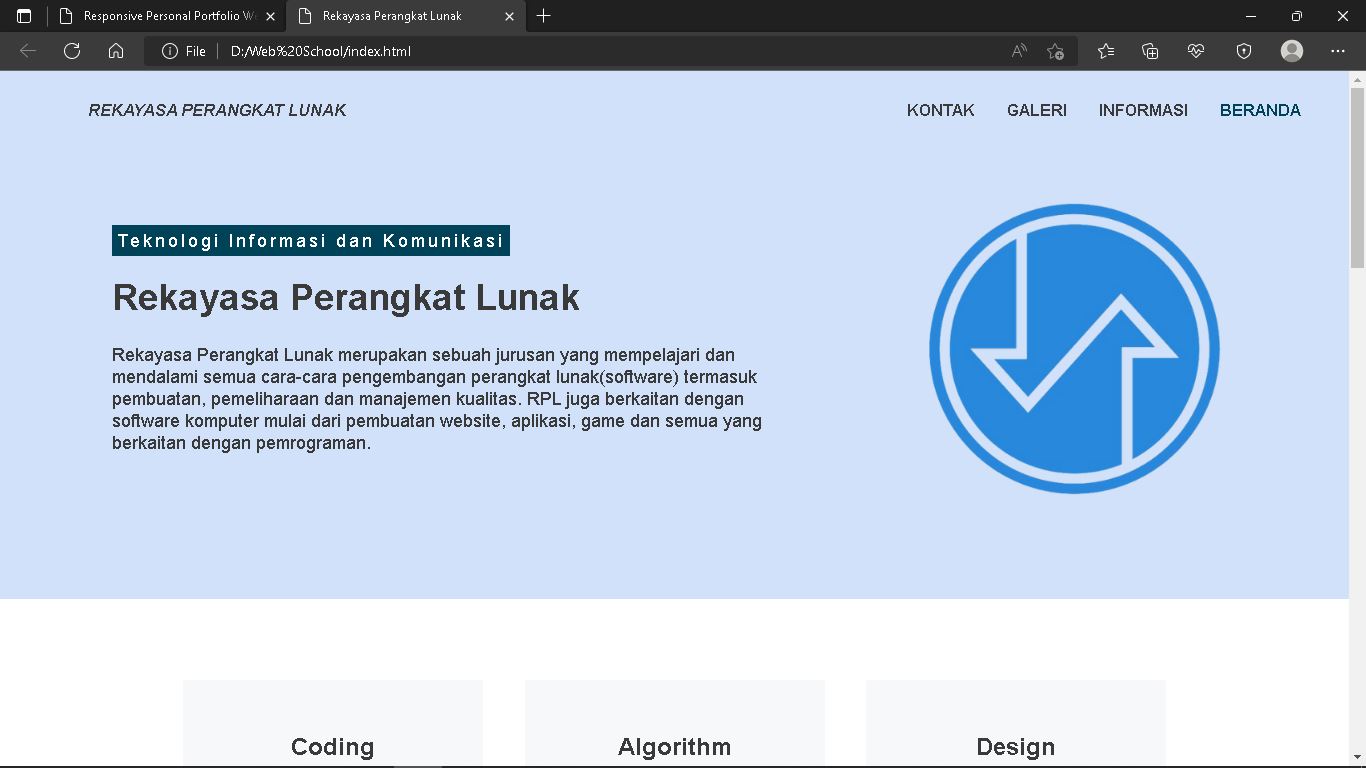 Responsive Personal Portfolio We
Rekayasa Perangkat Lunak
File
D:/Web%20School/index.html
REKAYASA PERANGKAT LUNAK
KONTAK GALERI INFORMASI BERANDA
Teknologi Informasi dan Komunikasi
Rekayasa Perangkat Lunak
Rekayasa Perangkat Lunak merupakan sebuah jurusan yang mempelajari dan
mendalami semua cara-cara pengembangan perangkat lunak(software) termasuk
pembuatan, pemeliharaan dan manajemen kualitas. RPL juga berkaitan dengan
software komputer mulai dari pembuatan website, aplikasi, game dan semua yang
berkaitan dengan pemrograman.
Coding
Algorithm
Design